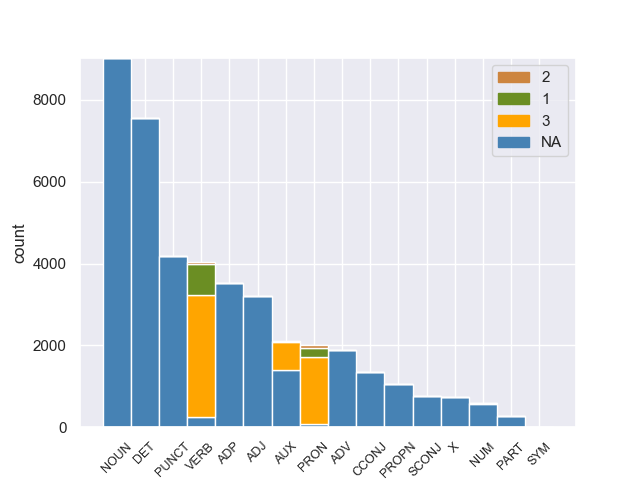 2
1
3
NA
8000
6000
4000
2000
0
count
NOUN
DET
PUNCT
VERB
ADP
ADJ
AUX
PRON
ADV
CCONJ
PROPN
SCONJ
X
NUM
PART
SYM